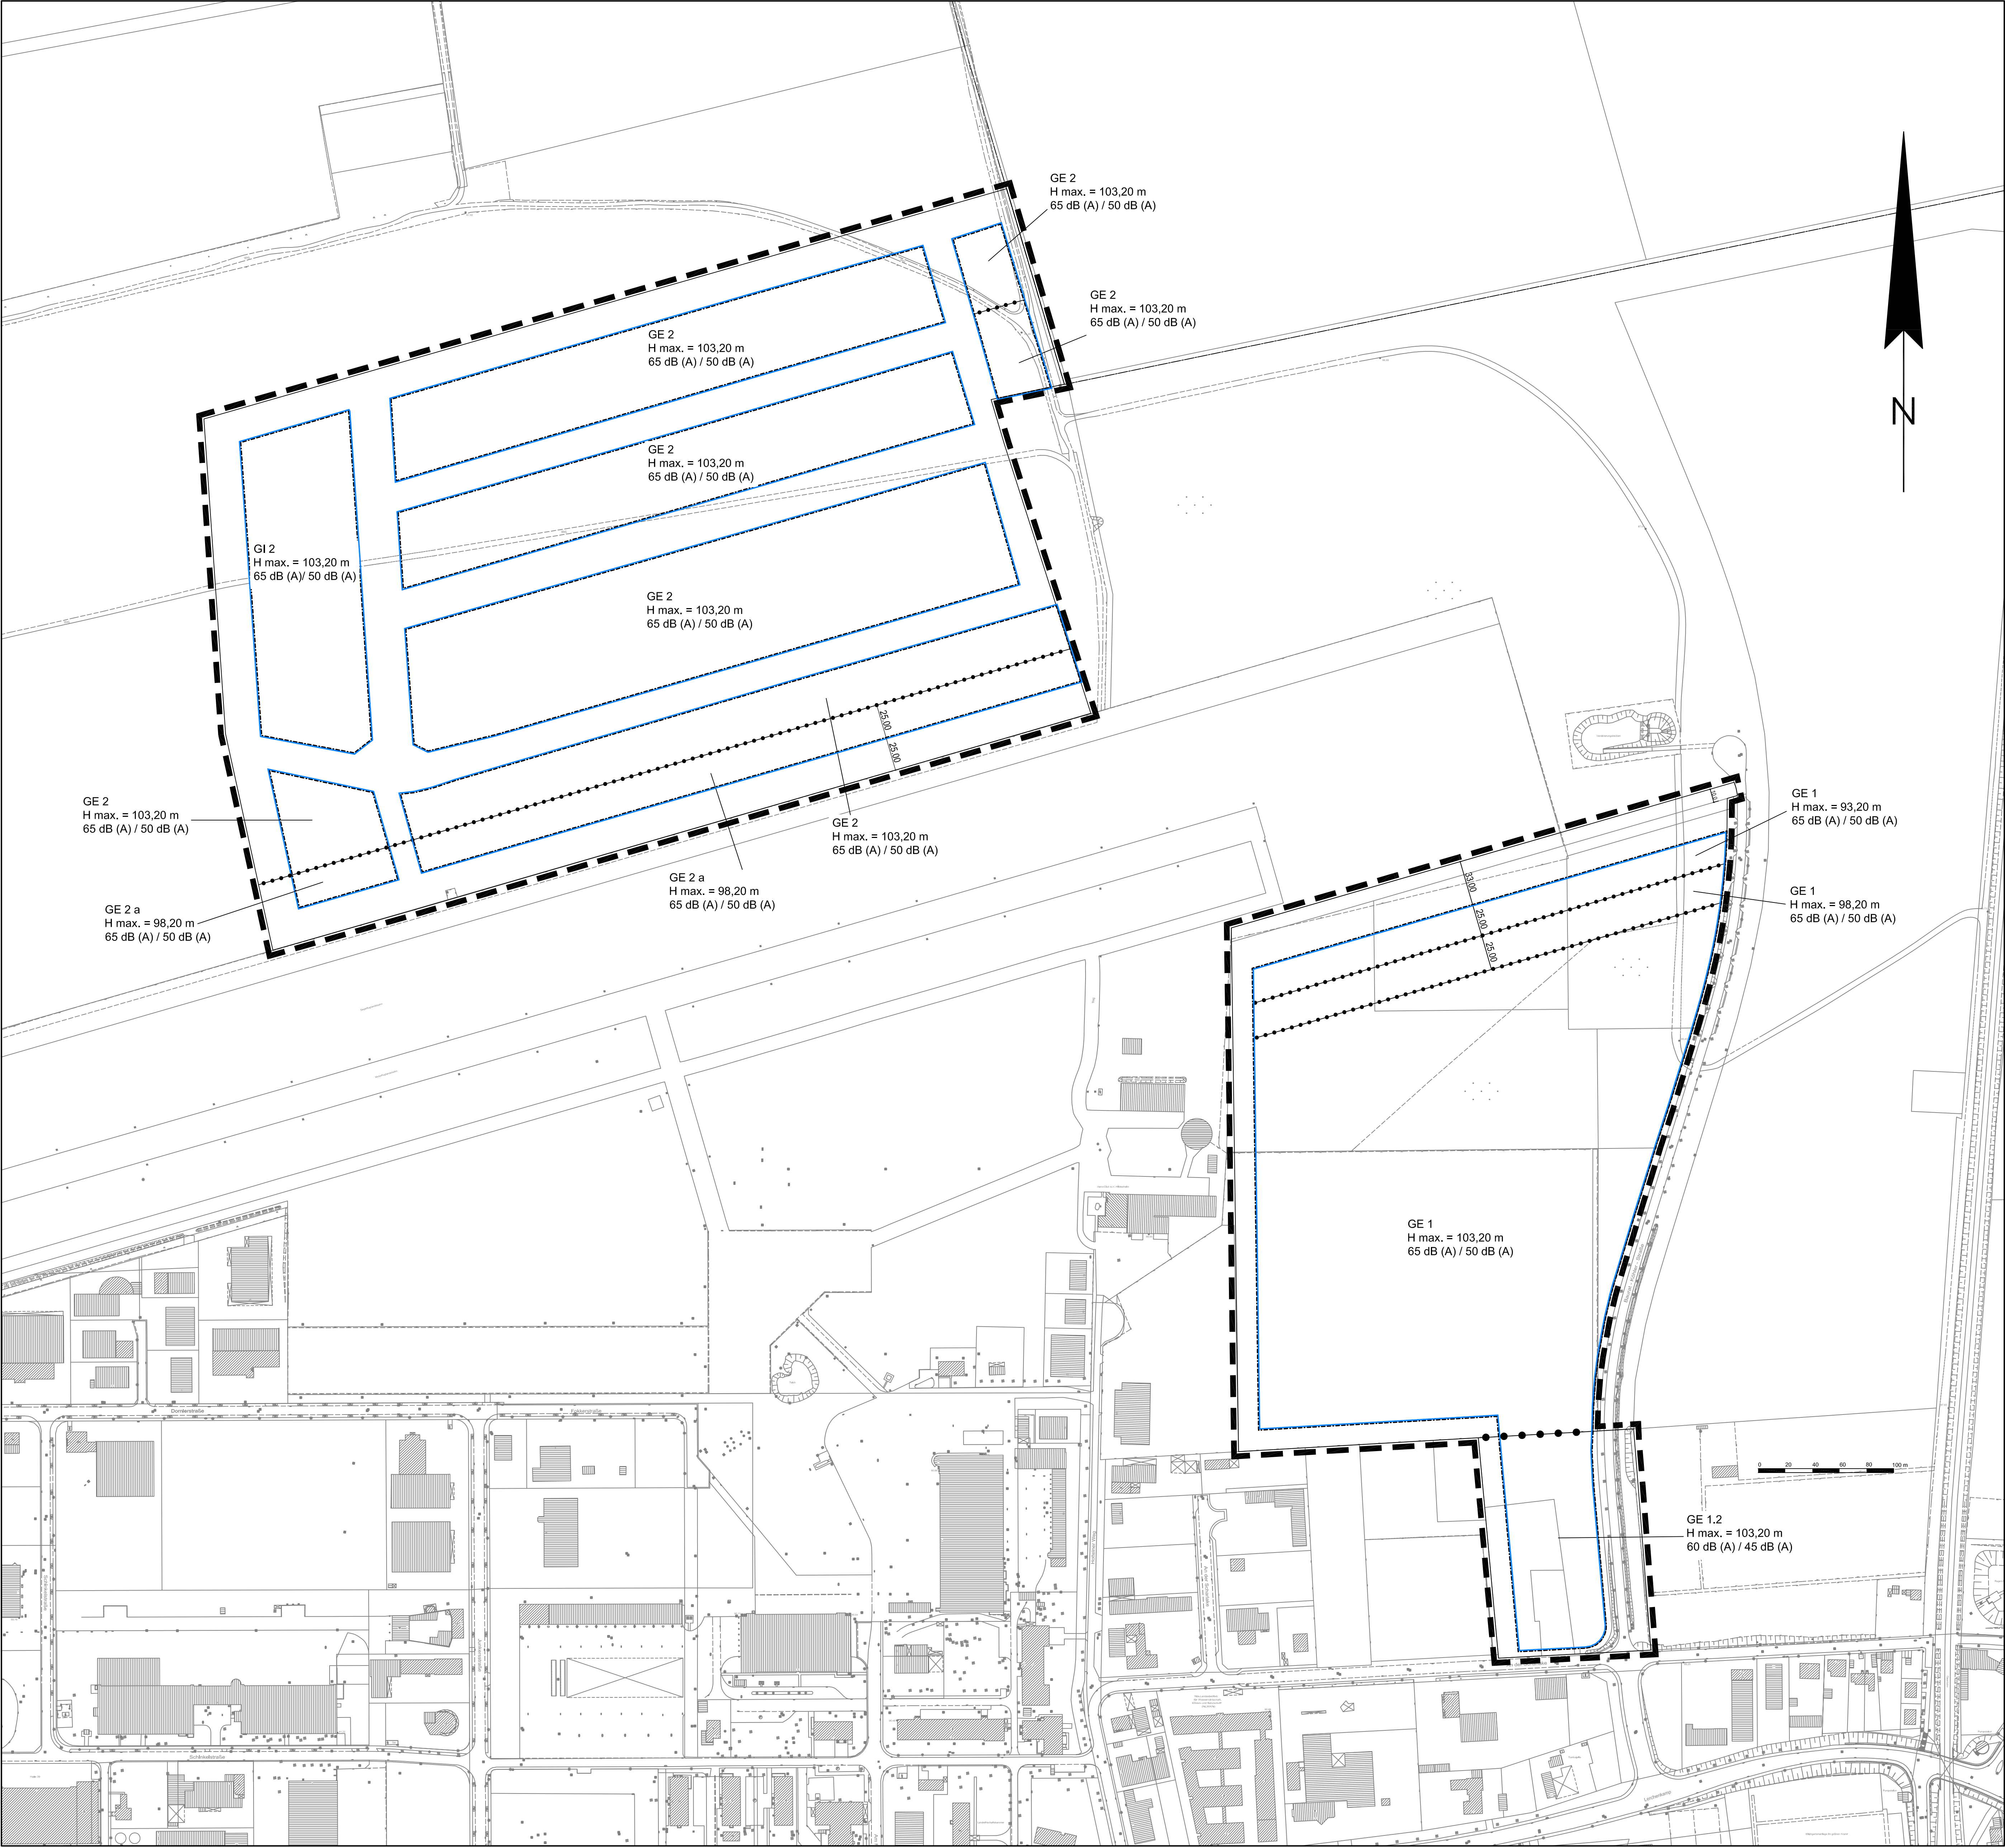 GE 2
H max. = 103,20 m
65 dB (A) / 50 dB (A)
GE 2
H max. = 103,20 m
65 dB (A) / 50 dB (A)
GE 2
H max. = 103,20 m
65 dB (A) / 50 dB (A)
GE 2
H max. = 103,20 m
65 dB (A) / 50 dB (A)
N
GI 2
H max. = 103,20 m
65 dB (A)/ 50 dB (A)
GE 2
H max. = 103,20 m
65 dB (A) / 50 dB (A)
25.00
25.00
GE 2
H max. = 103,20 m
65 dB (A) / 50 dB (A)
GE 2
H max. = 103,20 m
65 dB (A) / 50 dB (A)
GE 2 a
H max. = 98,20 m
65 dB (A) / 50 dB (A)
GE 2 a
H max. = 98,20 m
65 dB (A) / 50 dB (A)
GE 1
H max. = 93,20 m
65 dB (A) / 50 dB (A)
33.00
25.00
25.00
GE 1
H max. = 98,20 m
65 dB (A) / 50 dB (A)
GE 1
H max. = 103,20 m
65 dB (A) / 50 dB (A)
Dornierstraße
Fokkerstraße
0 20 40 60 80 100 m
GE 1.2
H max. = 103,20 m
60 dB (A) / 45 dB (A)
Schönaichstraße
Lerchenkamp